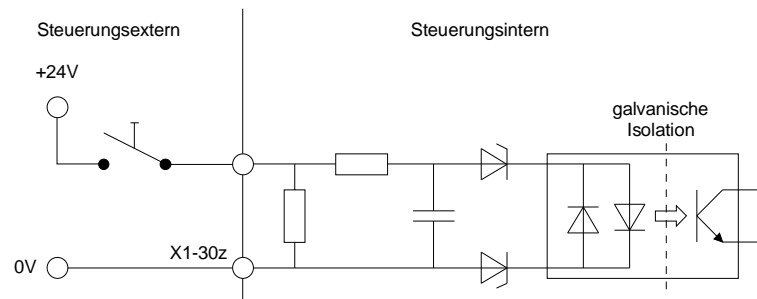 Steuerungsextern
Steuerungsintern
+24V
galvanische
Isolation
X1-30z
0V